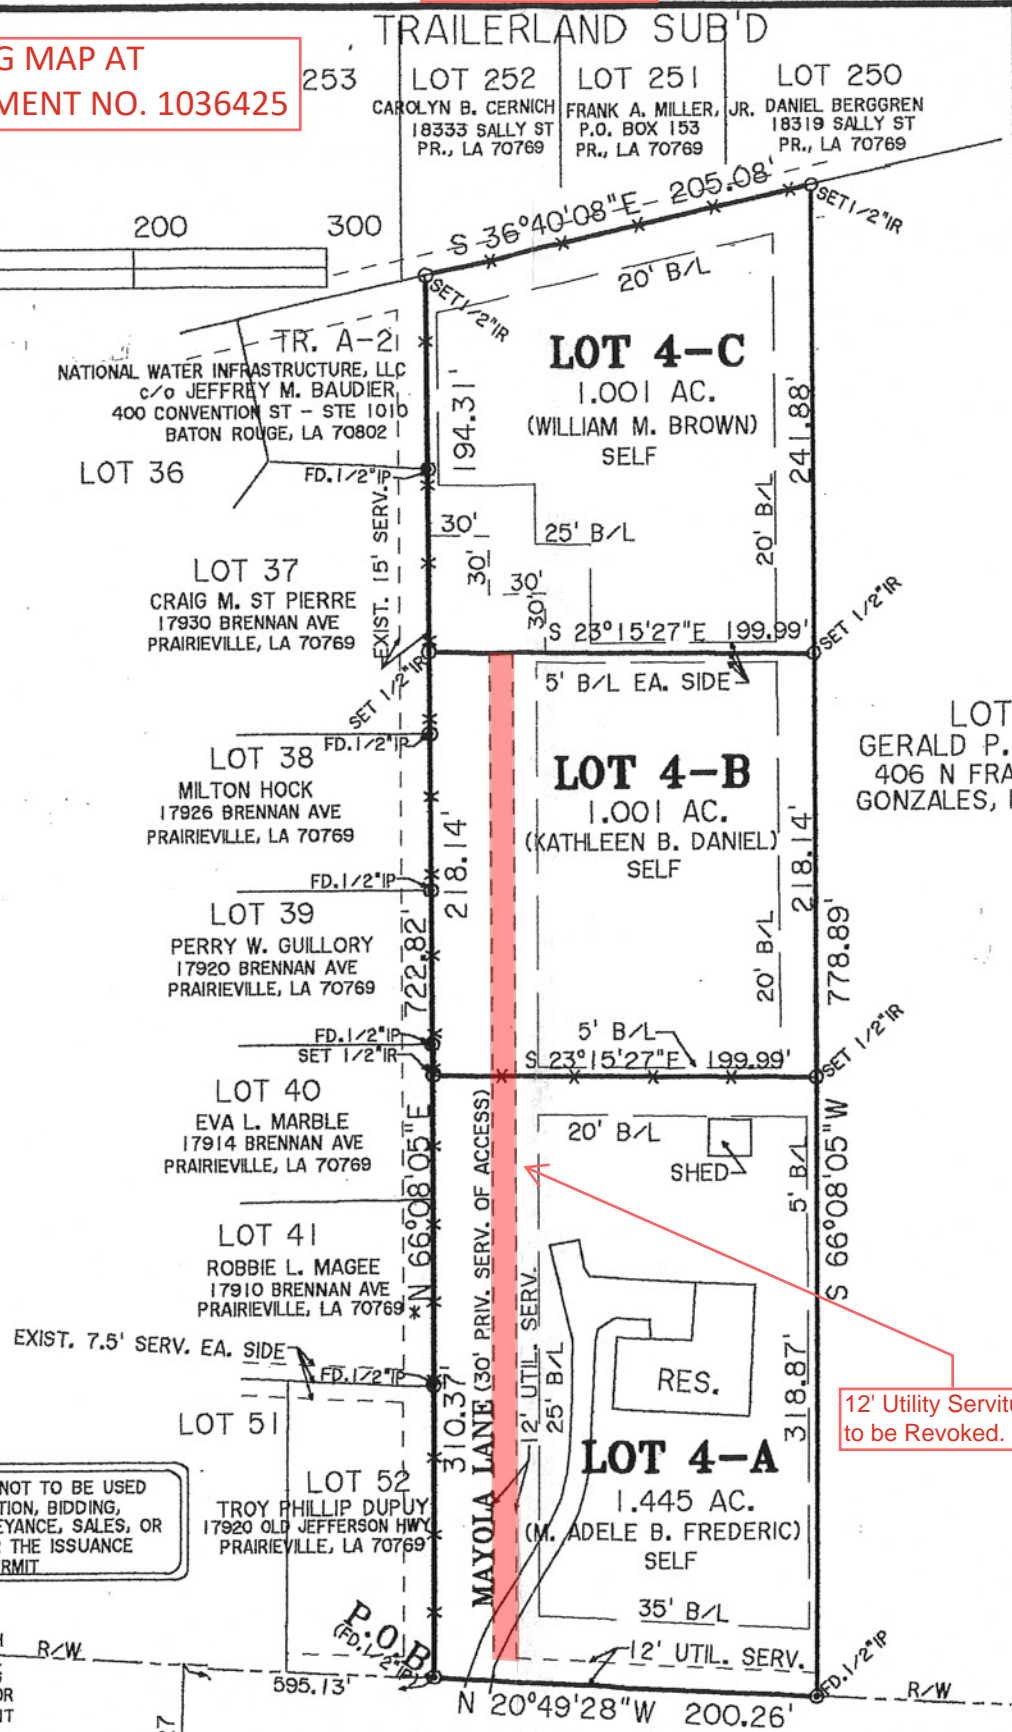 TRAILERLAND SUB'D
G MAP AT
MENT NO. 1036425
253
LOT 252
CAROLYN B. CERNICH
18333 SALLY ST
PR., LA 70769
LOT 251
FRANK A. MILLER, JR.
P.O. BOX 153
PR., LA 70769
LOT 250
DANIEL BERGGREN
18319 SALLY ST
PR., LA 70769
200
300
S 36°40'08"E 205.08'
SET 1/2"IR
SET 1/2"IR
20' B/L
TR. A-2
NATIONAL WATER INFRASTRUCTURE, LLC
c/o JEFFREY M. BAUDIER
400 CONVENTION ST - STE 1010
BATON ROUGE, LA 70802
LOT 4-C
1.001 AC.
(WILLIAM M. BROWN)
SELF
194.31'
241.88'
LOT 36
FD.1/2"IP
EXIST. 15' SERV.
30'
30'
25' B/L
30'
30'
20' B/L
LOT 37
CRAIG M. ST PIERRE
17930 BRENNAN AVE
PRAIRIEVILLE, LA 70769
S 23°15'27"E 199.99'
SET 1/2"IR
SET 1/2"IR
5' B/L EA. SIDE
FD.1/2"IP
LOT 38
MILTON HOCK
17926 BRENNAN AVE
PRAIRIEVILLE, LA 70769
LOT 4-B
1.001 AC.
(KATHLEEN B. DANIEL)
SELF
LOT
GERALD P.
406 N FRA
GONZALES,
218.14'
218.14'
FD.1/2"IP
LOT 39
PERRY W. GUILLORY
17920 BRENNAN AVE
PRAIRIEVILLE, LA 70769
722.82'
20' B/L
778.89'
FD.1/2"IP
SET 1/2"IR
5' B/L
S 23°15'27"E 199.99'
SET 1/2"IR
LOT 40
EVA L. MARBLE
17914 BRENNAN AVE
PRAIRIEVILLE, LA 70769
N 66°08'05"E
20' B/L
SHED
5' B/L
S 66°08'05"W
LOT 41
ROBBIE L. MAGEE
17910 BRENNAN AVE
PRAIRIEVILLE, LA 70769
*
EXIST. 7.5' SERV. EA. SIDE
FD.1/2"IP
MAYOLA LANE (30' PRIV. SERV. OF ACCESS)
12' UTIL. SERV.
25' B/L
RES.
310.37'
318.87'
12' Utility Servitu
to be Revoked.
LOT 51
LOT 4-A
1.445 AC.
(M. ADELE B. FREDERIC)
SELF
LOT 52
TROY PHILLIP DUPUY
17920 OLD JEFFERSON HWY
PRAIRIEVILLE, LA 70769
NOT TO BE USED
TION, BIDDING,
EYANCE, SALES, OR
R THE ISSUANCE
RMIT
35' B/L
P.O.B
(FD.1/2"IP)
12' UTIL. SERV.
FD.1/2"IP
R/W
R/W
595.13'
N 20°49'28"W 200.26'
OR
IT